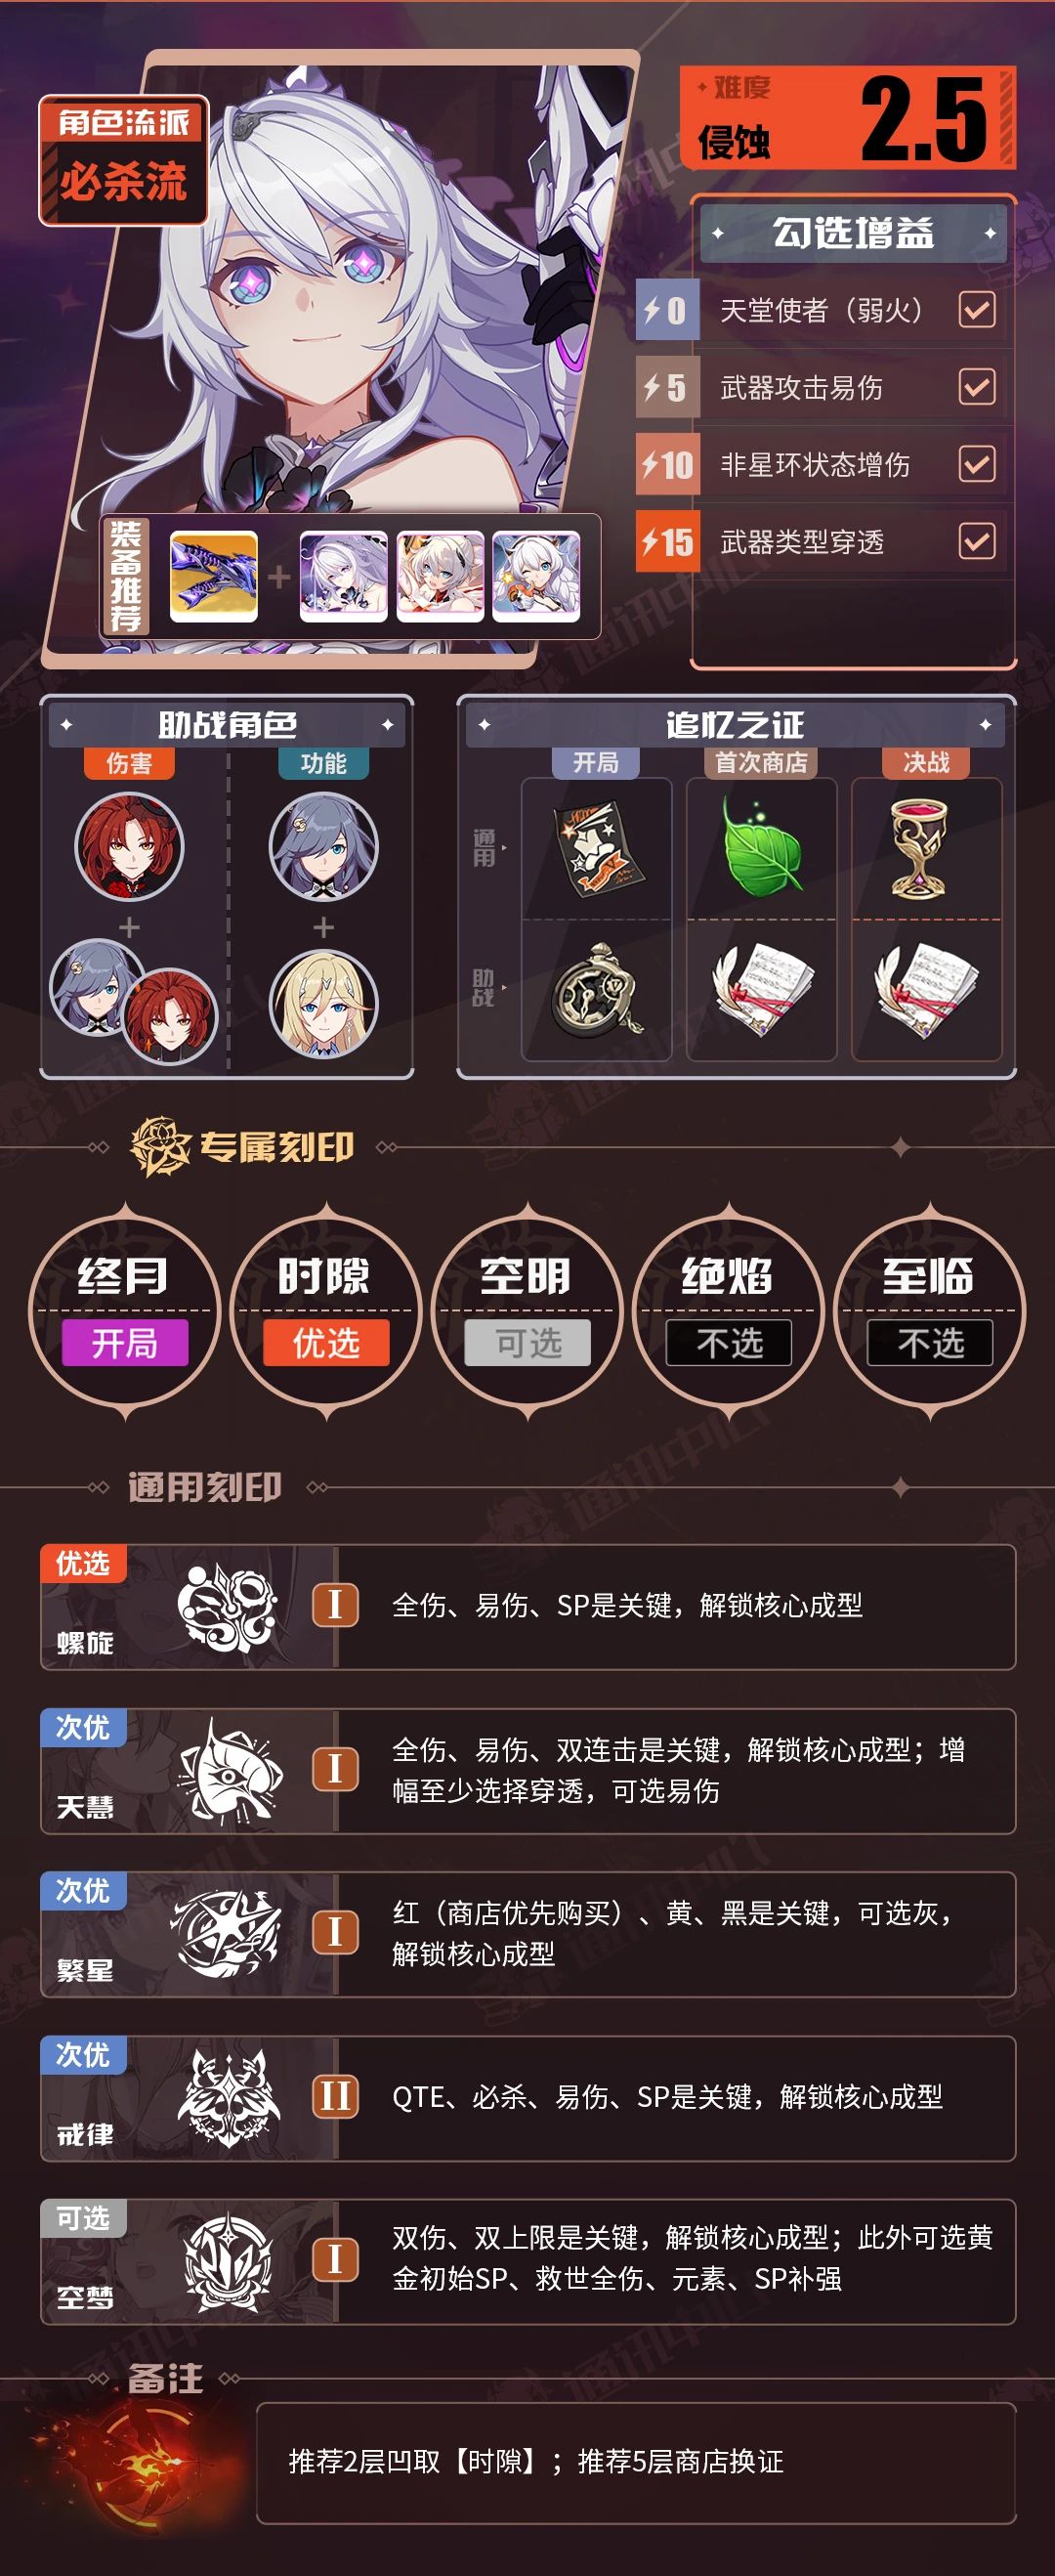 角色流派
必杀流
难度
侵蚀
2.5
勾选增益
0
天堂使者（弱火）
5
武器攻击易伤
10
非星环状态增伤
15
武器类型穿透
装备推荐
助战角色
伤害
功能
追忆之证
开局
首次商店
决战
通用
助战
专属刻印
终月
开局
时隙
优选
空明
可选
绝焰
不选
至临
不选
通用刻印
优选
螺旋
I
全伤、易伤、SP是关键，解锁核心成型
次优
天慧
I
全伤、易伤、双连击是关键，解锁核心成型；增
幅至少选择穿透，可选易伤
次优
繁星
I
红（商店优先购买）、黄、黑是关键，可选灰，
解锁核心成型
次优
戒律
II
QTE、必杀、易伤、SP是关键，解锁核心成型
可选
空梦
I
双伤、双上限是关键，解锁核心成型；此外可选黄
金初始SP、救世全伤、元素、SP补强
备注
推荐2层凹取【时隙】；推荐5层商店换证
通讯中心